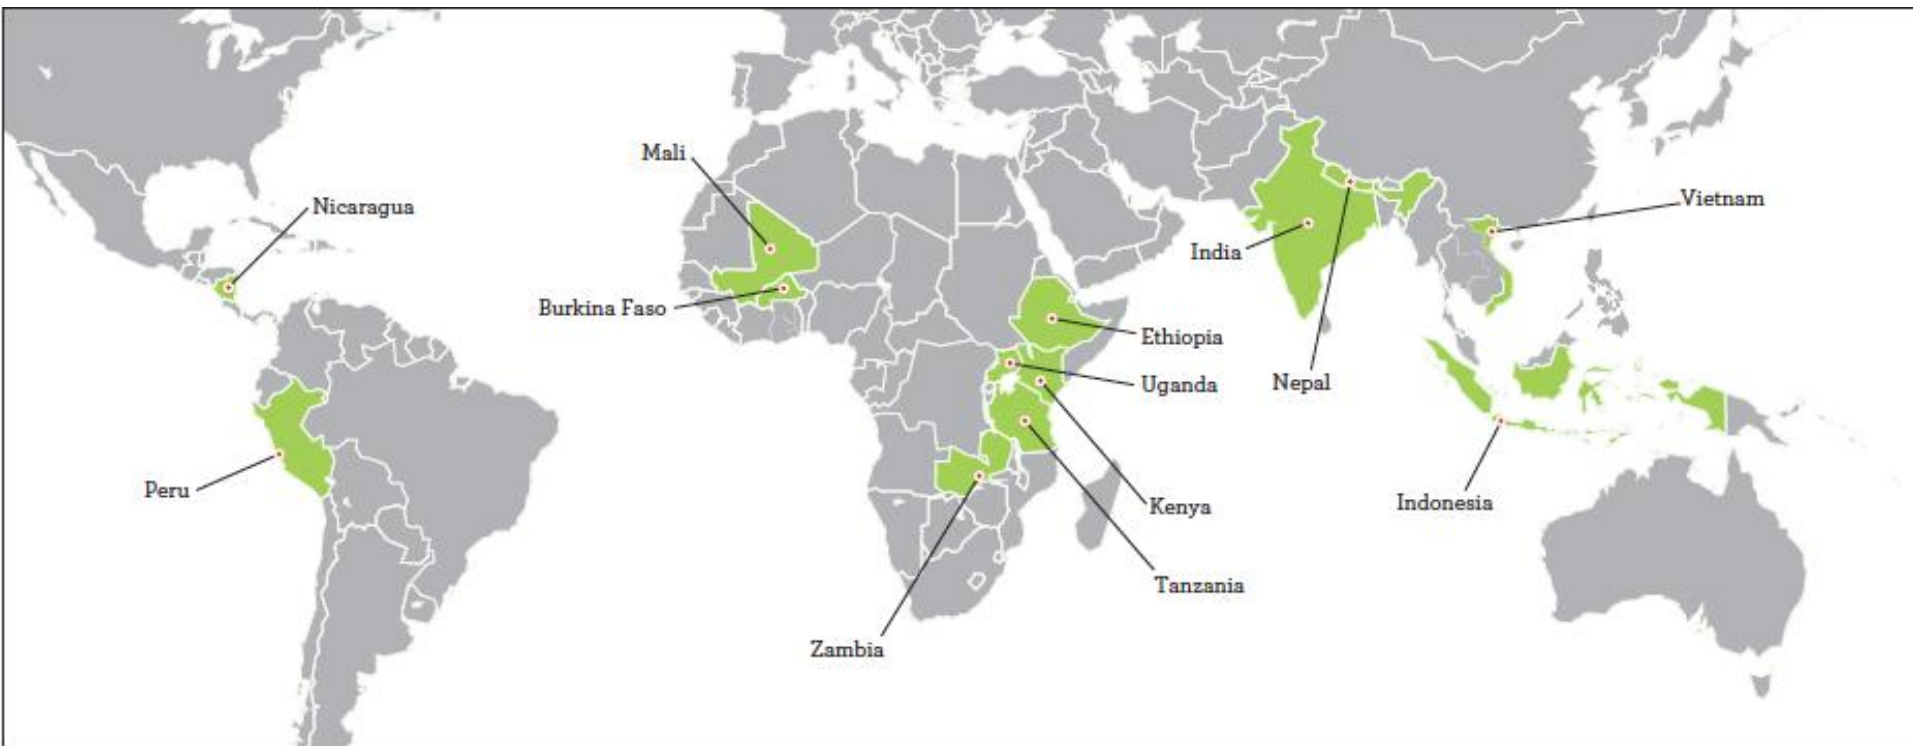 Mali
Nicaragua
Vietnam
India
Burkina Faso
Ethiopia
Uganda
Nepal
Peru
Kenya
Indonesia
Tanzania
Zambia